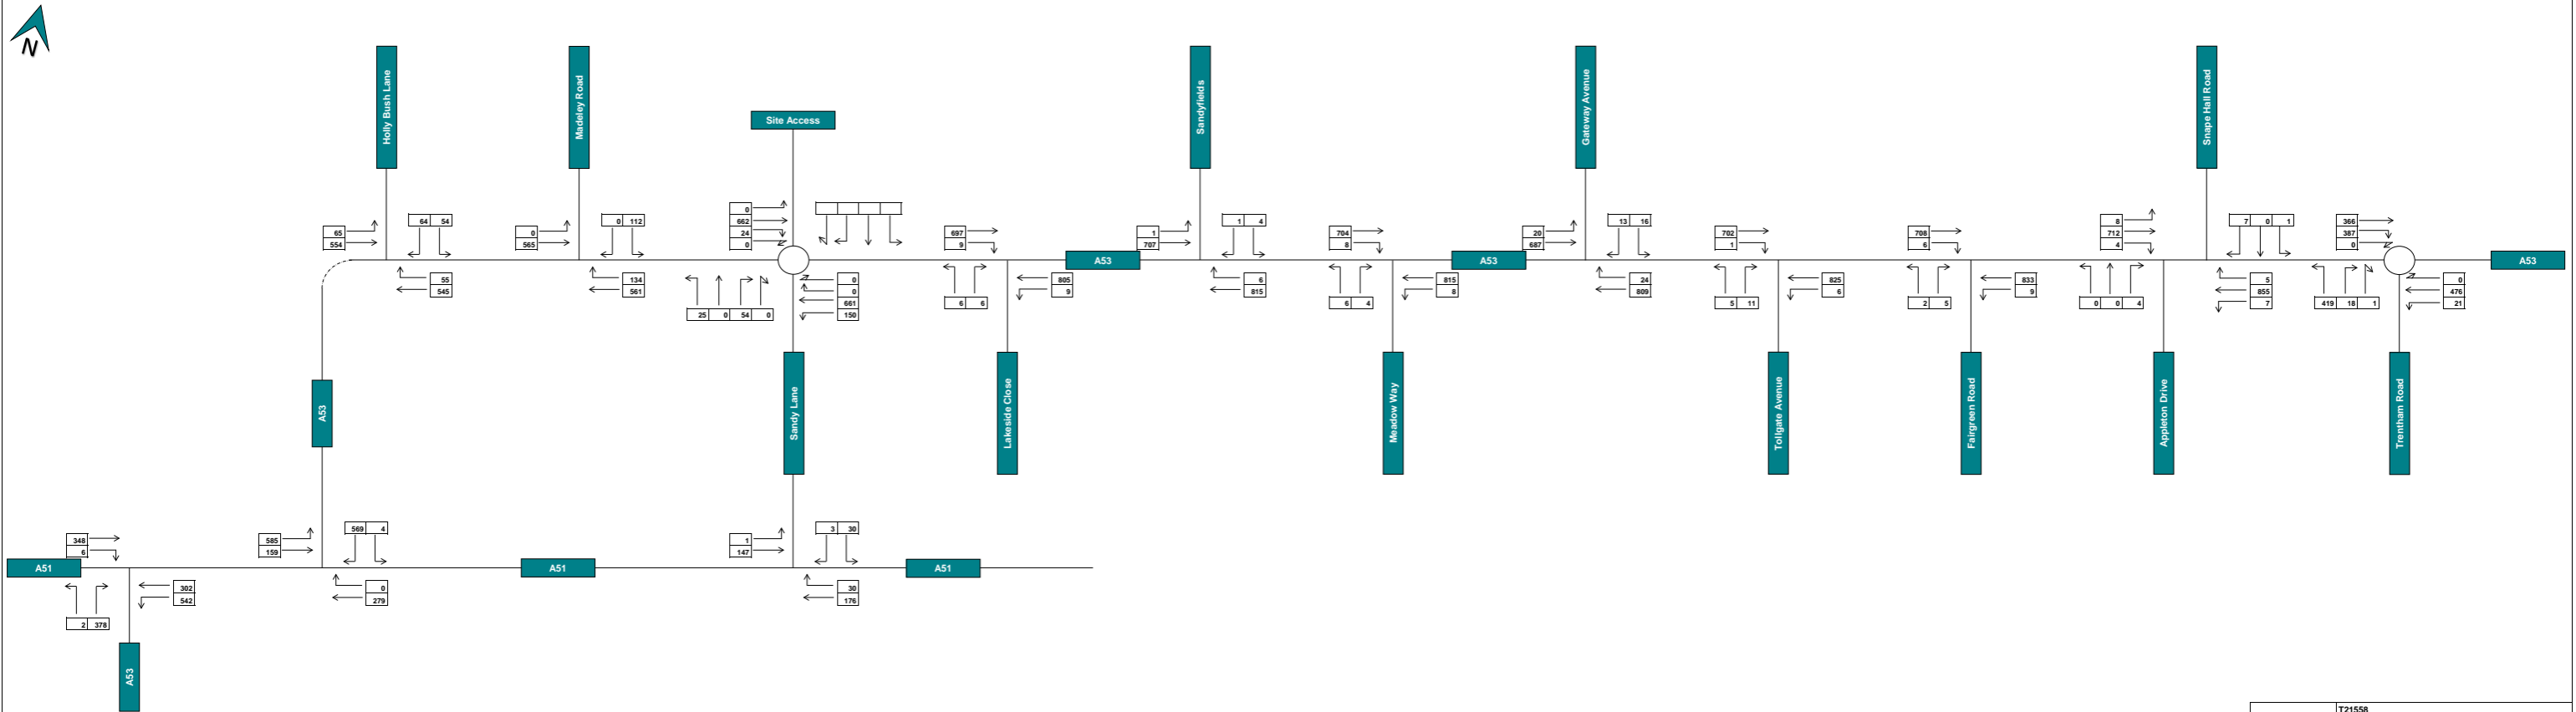 N
Holly Bush Lane
Madeley Road
Site Access
Sandyfields
Gateway Avenue
Snape Hall Road
65
554
64 54
55
545
0
565
0 112
134
561
0
662
24
0
25 0 54 0
0
0
661
150
697
9
6 6
805
9
A53
1
707
1 4
6
815
704
8
6 4
815
8
A53
20
687
13 16
24
809
702
1
5 11
825
6
708
6
2 5
833
9
8
712
4
0 0 4
7 0 1
5
855
7
366
387
0
419 18 1
0
476
21
A53
A53
Sandy Lane
Lakeside Close
Meadow Way
Tollgate Avenue
Fairgreen Road
Appleton Drive
Trentham Road
348
6
A51
2 378
302
542
585
159
569 4
0
279
A51
1
147
3 30
30
176
A51
A53
T21558